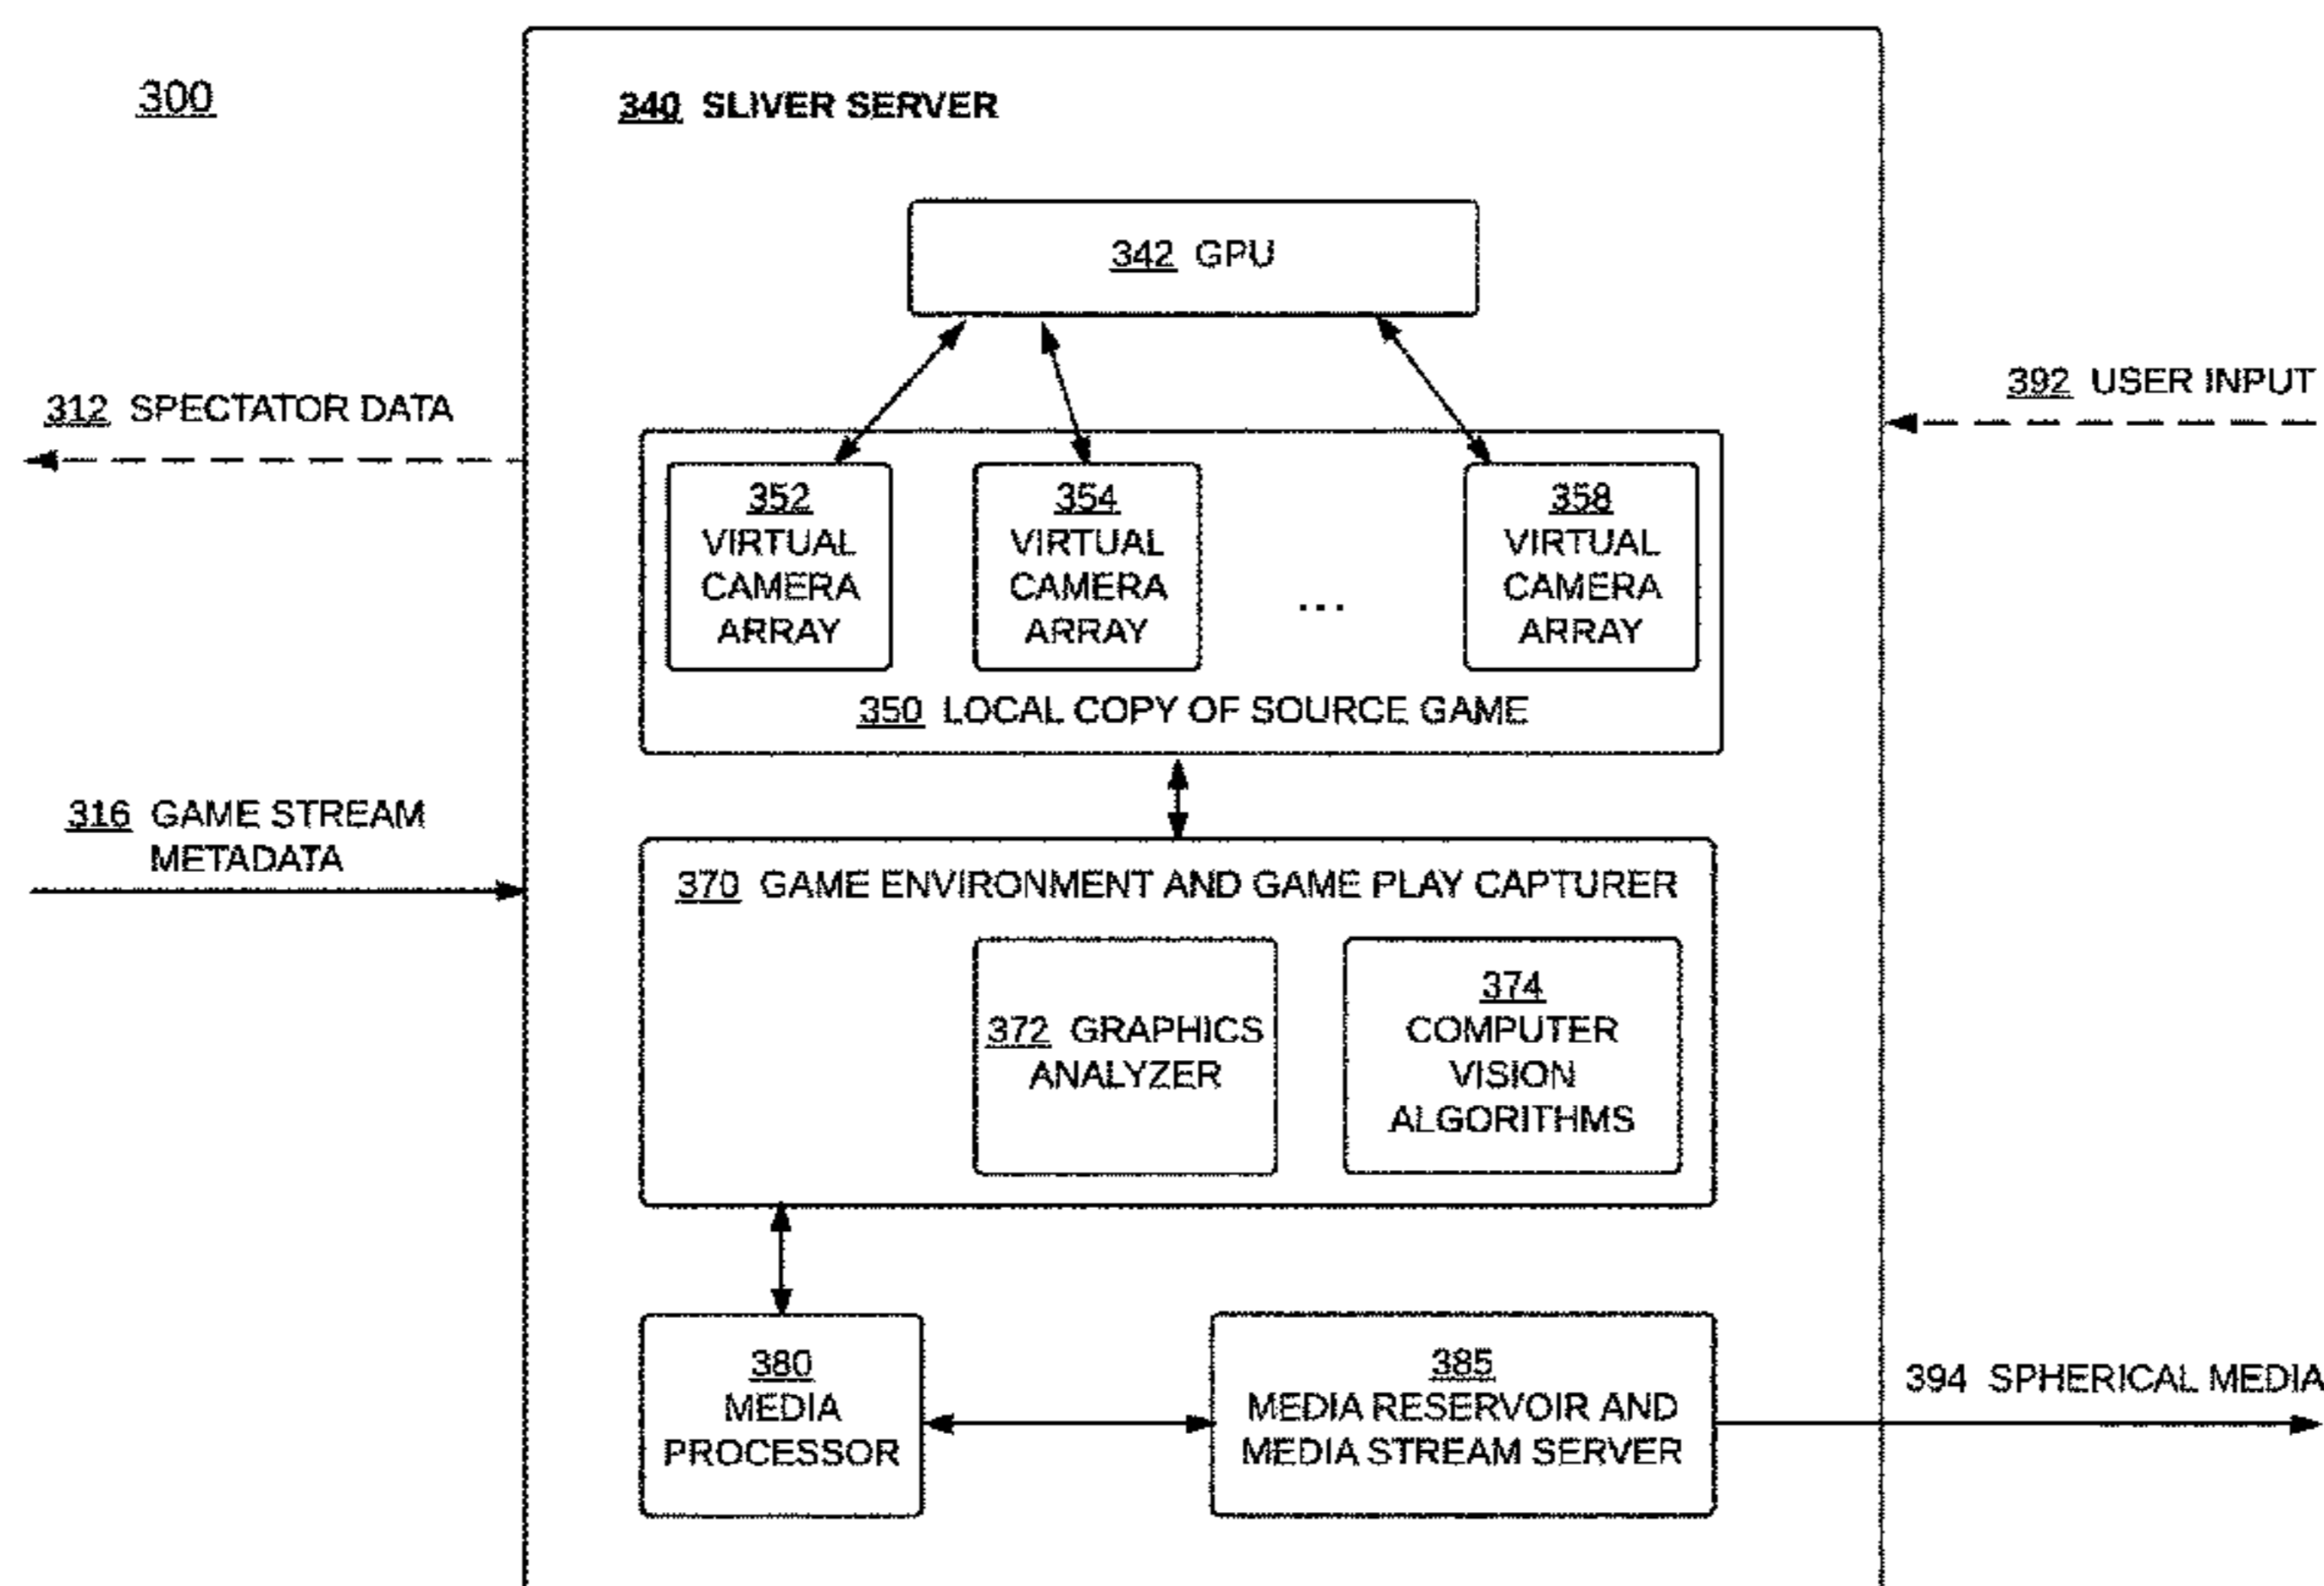 300
340 SLIVER SERVER
342 GPU
312 SPECTATOR DATA
392 USER INPUT
352
VIRTUAL
CAMERA
ARRAY
354
VIRTUAL
CAMERA
ARRAY
...
358
VIRTUAL
CAMERA
ARRAY
350 LOCAL COPY OF SOURCE GAME
316 GAME STREAM
METADATA
370 GAME ENVIRONMENT AND GAME PLAY CAPTURER
372 GRAPHICS
ANALYZER
374
COMPUTER
VISION
ALGORITHMS
380
MEDIA
PROCESSOR
385
MEDIA RESERVOIR AND
MEDIA STREAM SERVER
394 SPHERICAL MEDIA